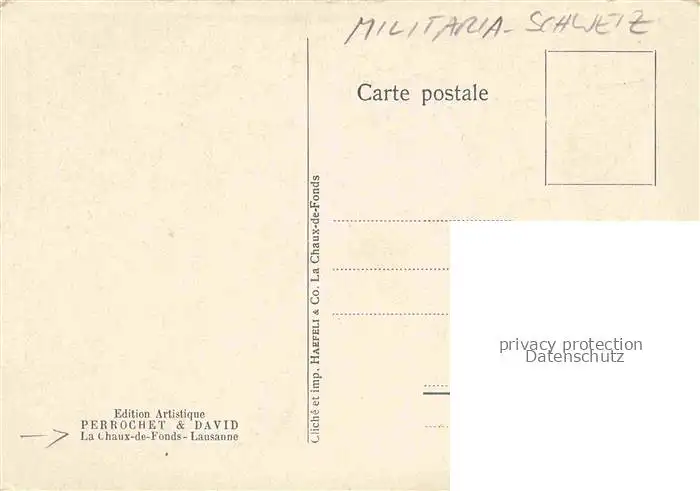 MILITARIA - SCHWEIZ
Carte postale
Cliché et imp. HAEFELI & Co. La Chaux-de-Fonds
privacy protection
Datenschutz
Edition Artistique
PERROCHET & DAVID
La Chaux-de-Fonds - Lausanne